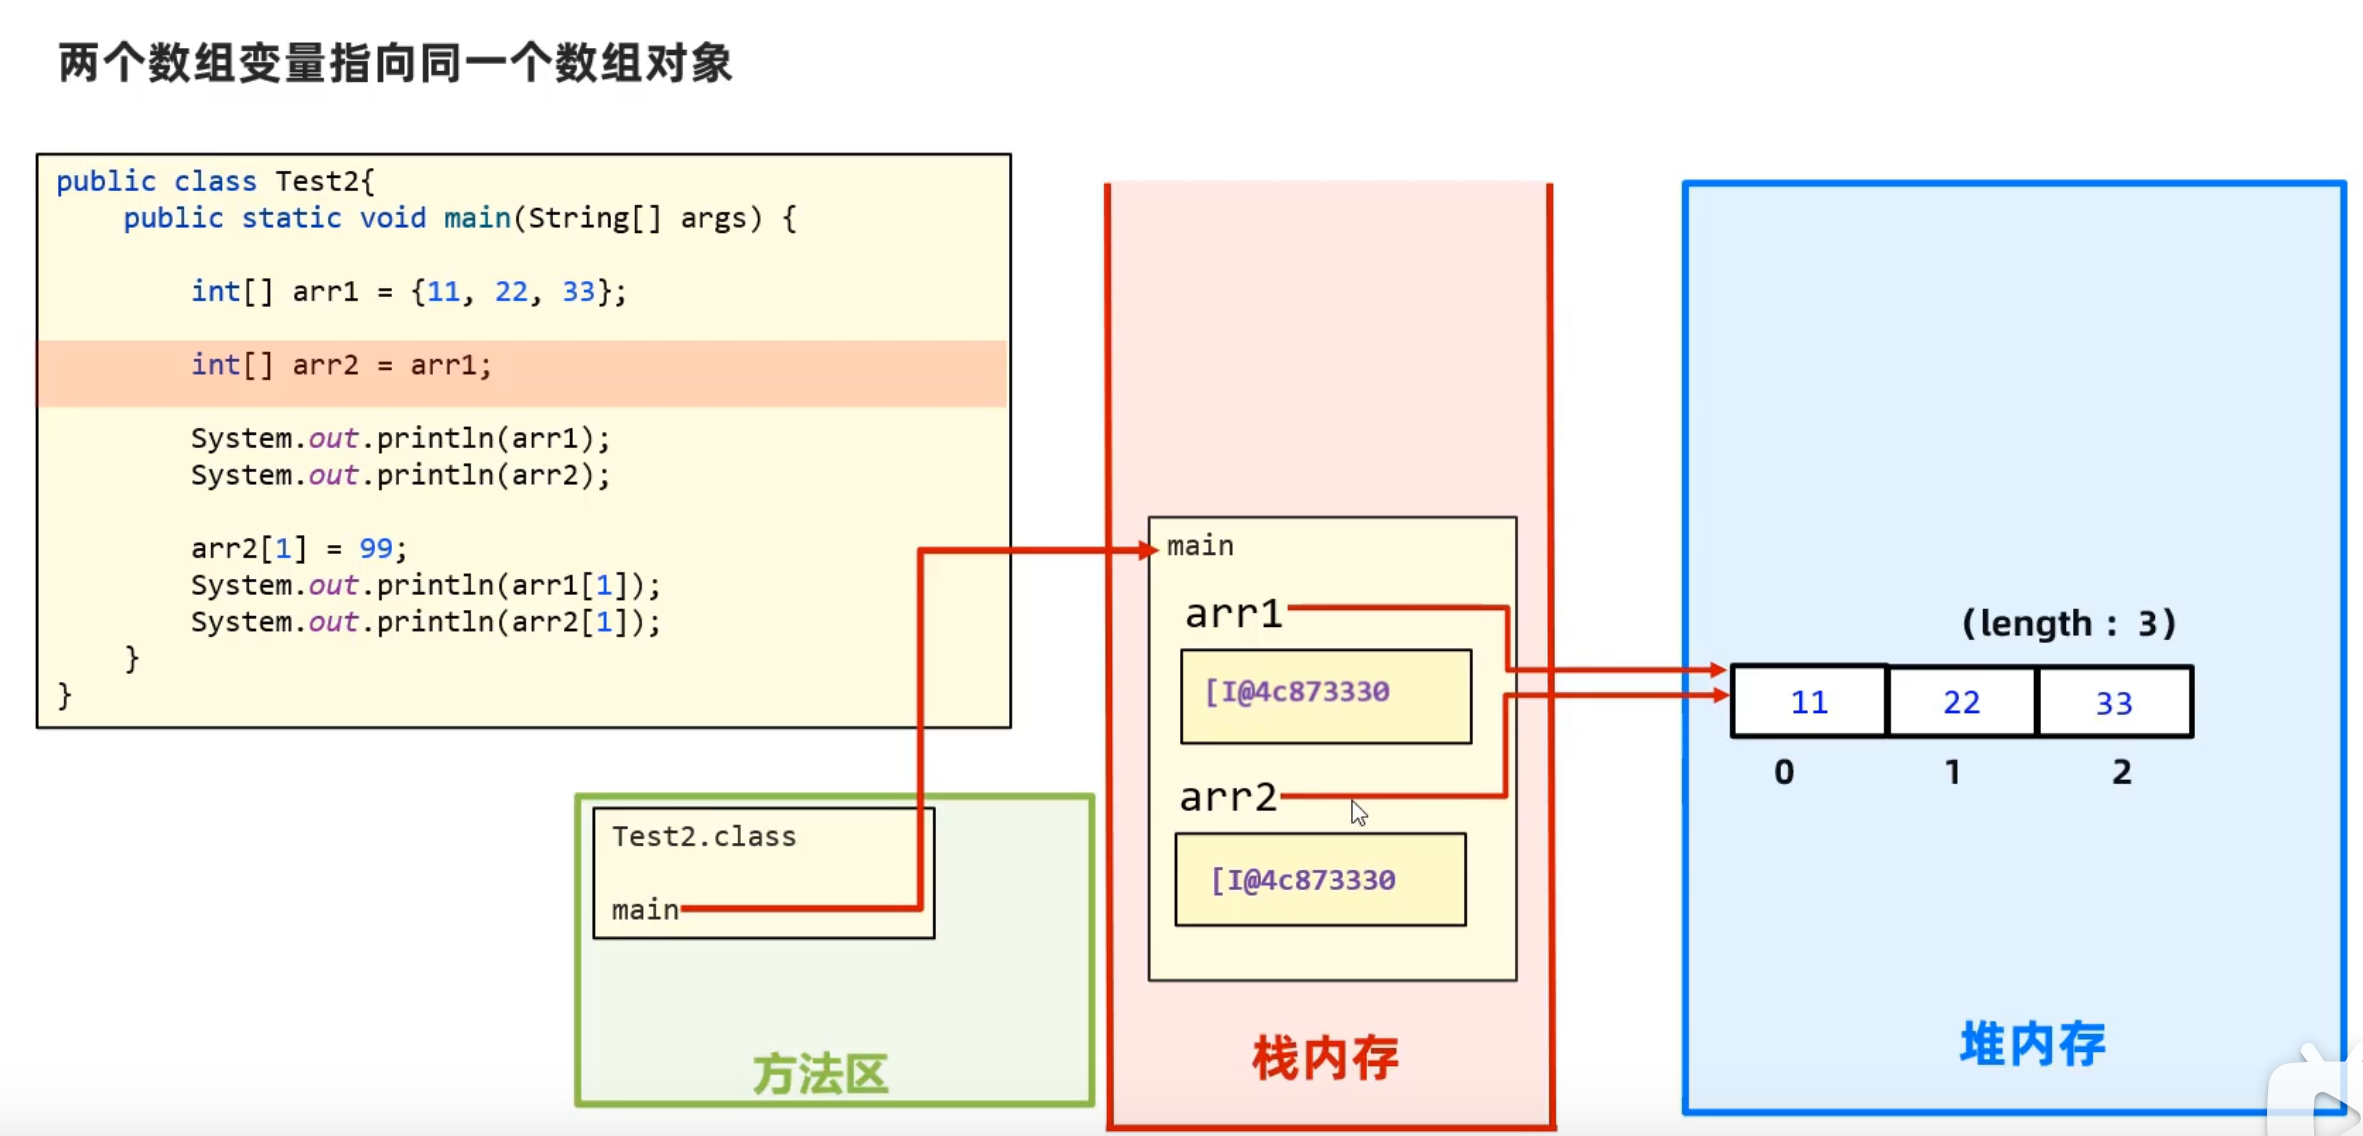 两个数组变量指向同一个数组对象
public class Test2{
public static void main(String[] args) {
int[] arr1 = {11, 22, 33};
int[] arr2 = arr1;
System.out.println(arr1);
System.out.println(arr2);
arr2[1] = 99;
System.out.println(arr1[1]);
System.out.println(arr2[1]);
}
}
Test2.class
main
方法区
main
arr1
[I@4c873330
arr2
[I@4c873330
栈内存
(length : 3)
11 22 33
0 1 2
堆内存